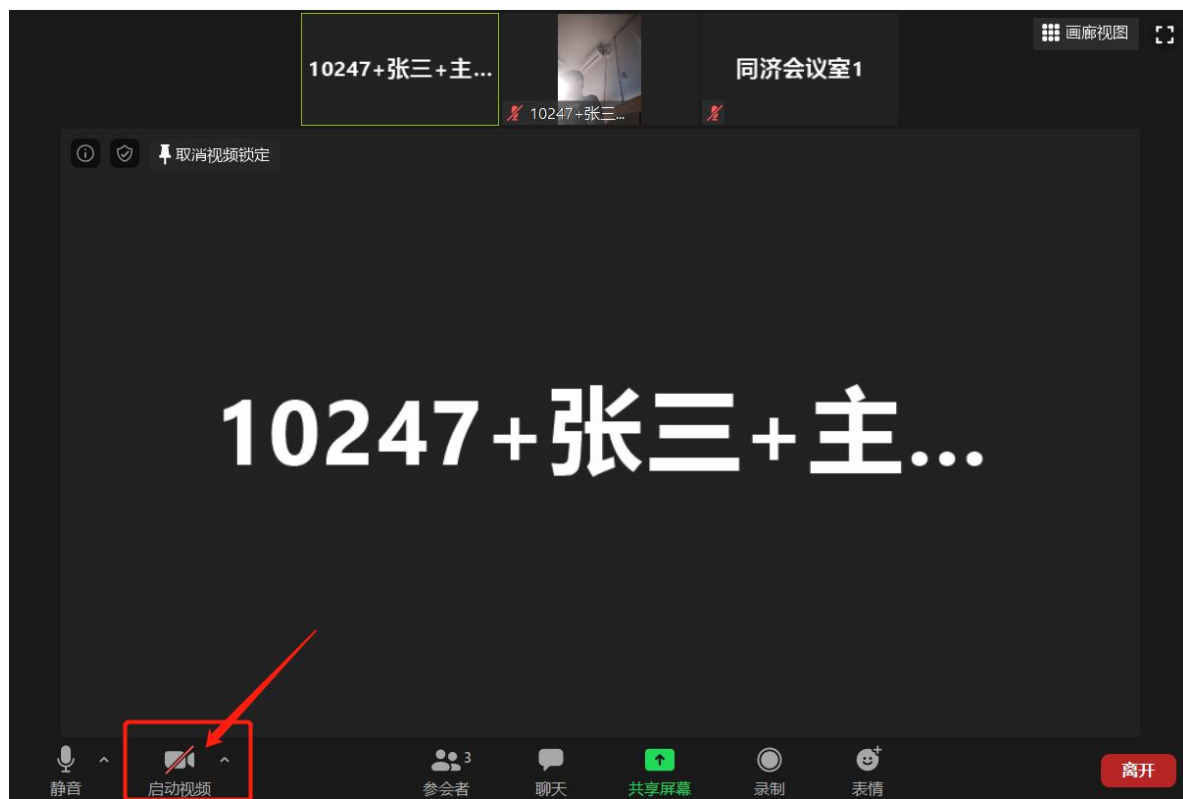 画廊视图
10247+张三+主...
10247+张三...
同济会议室1
取消视频锁定
10247+张三+主...
3
静音
启动视频
参会者
聊天
共享屏幕
录制
表情
离开